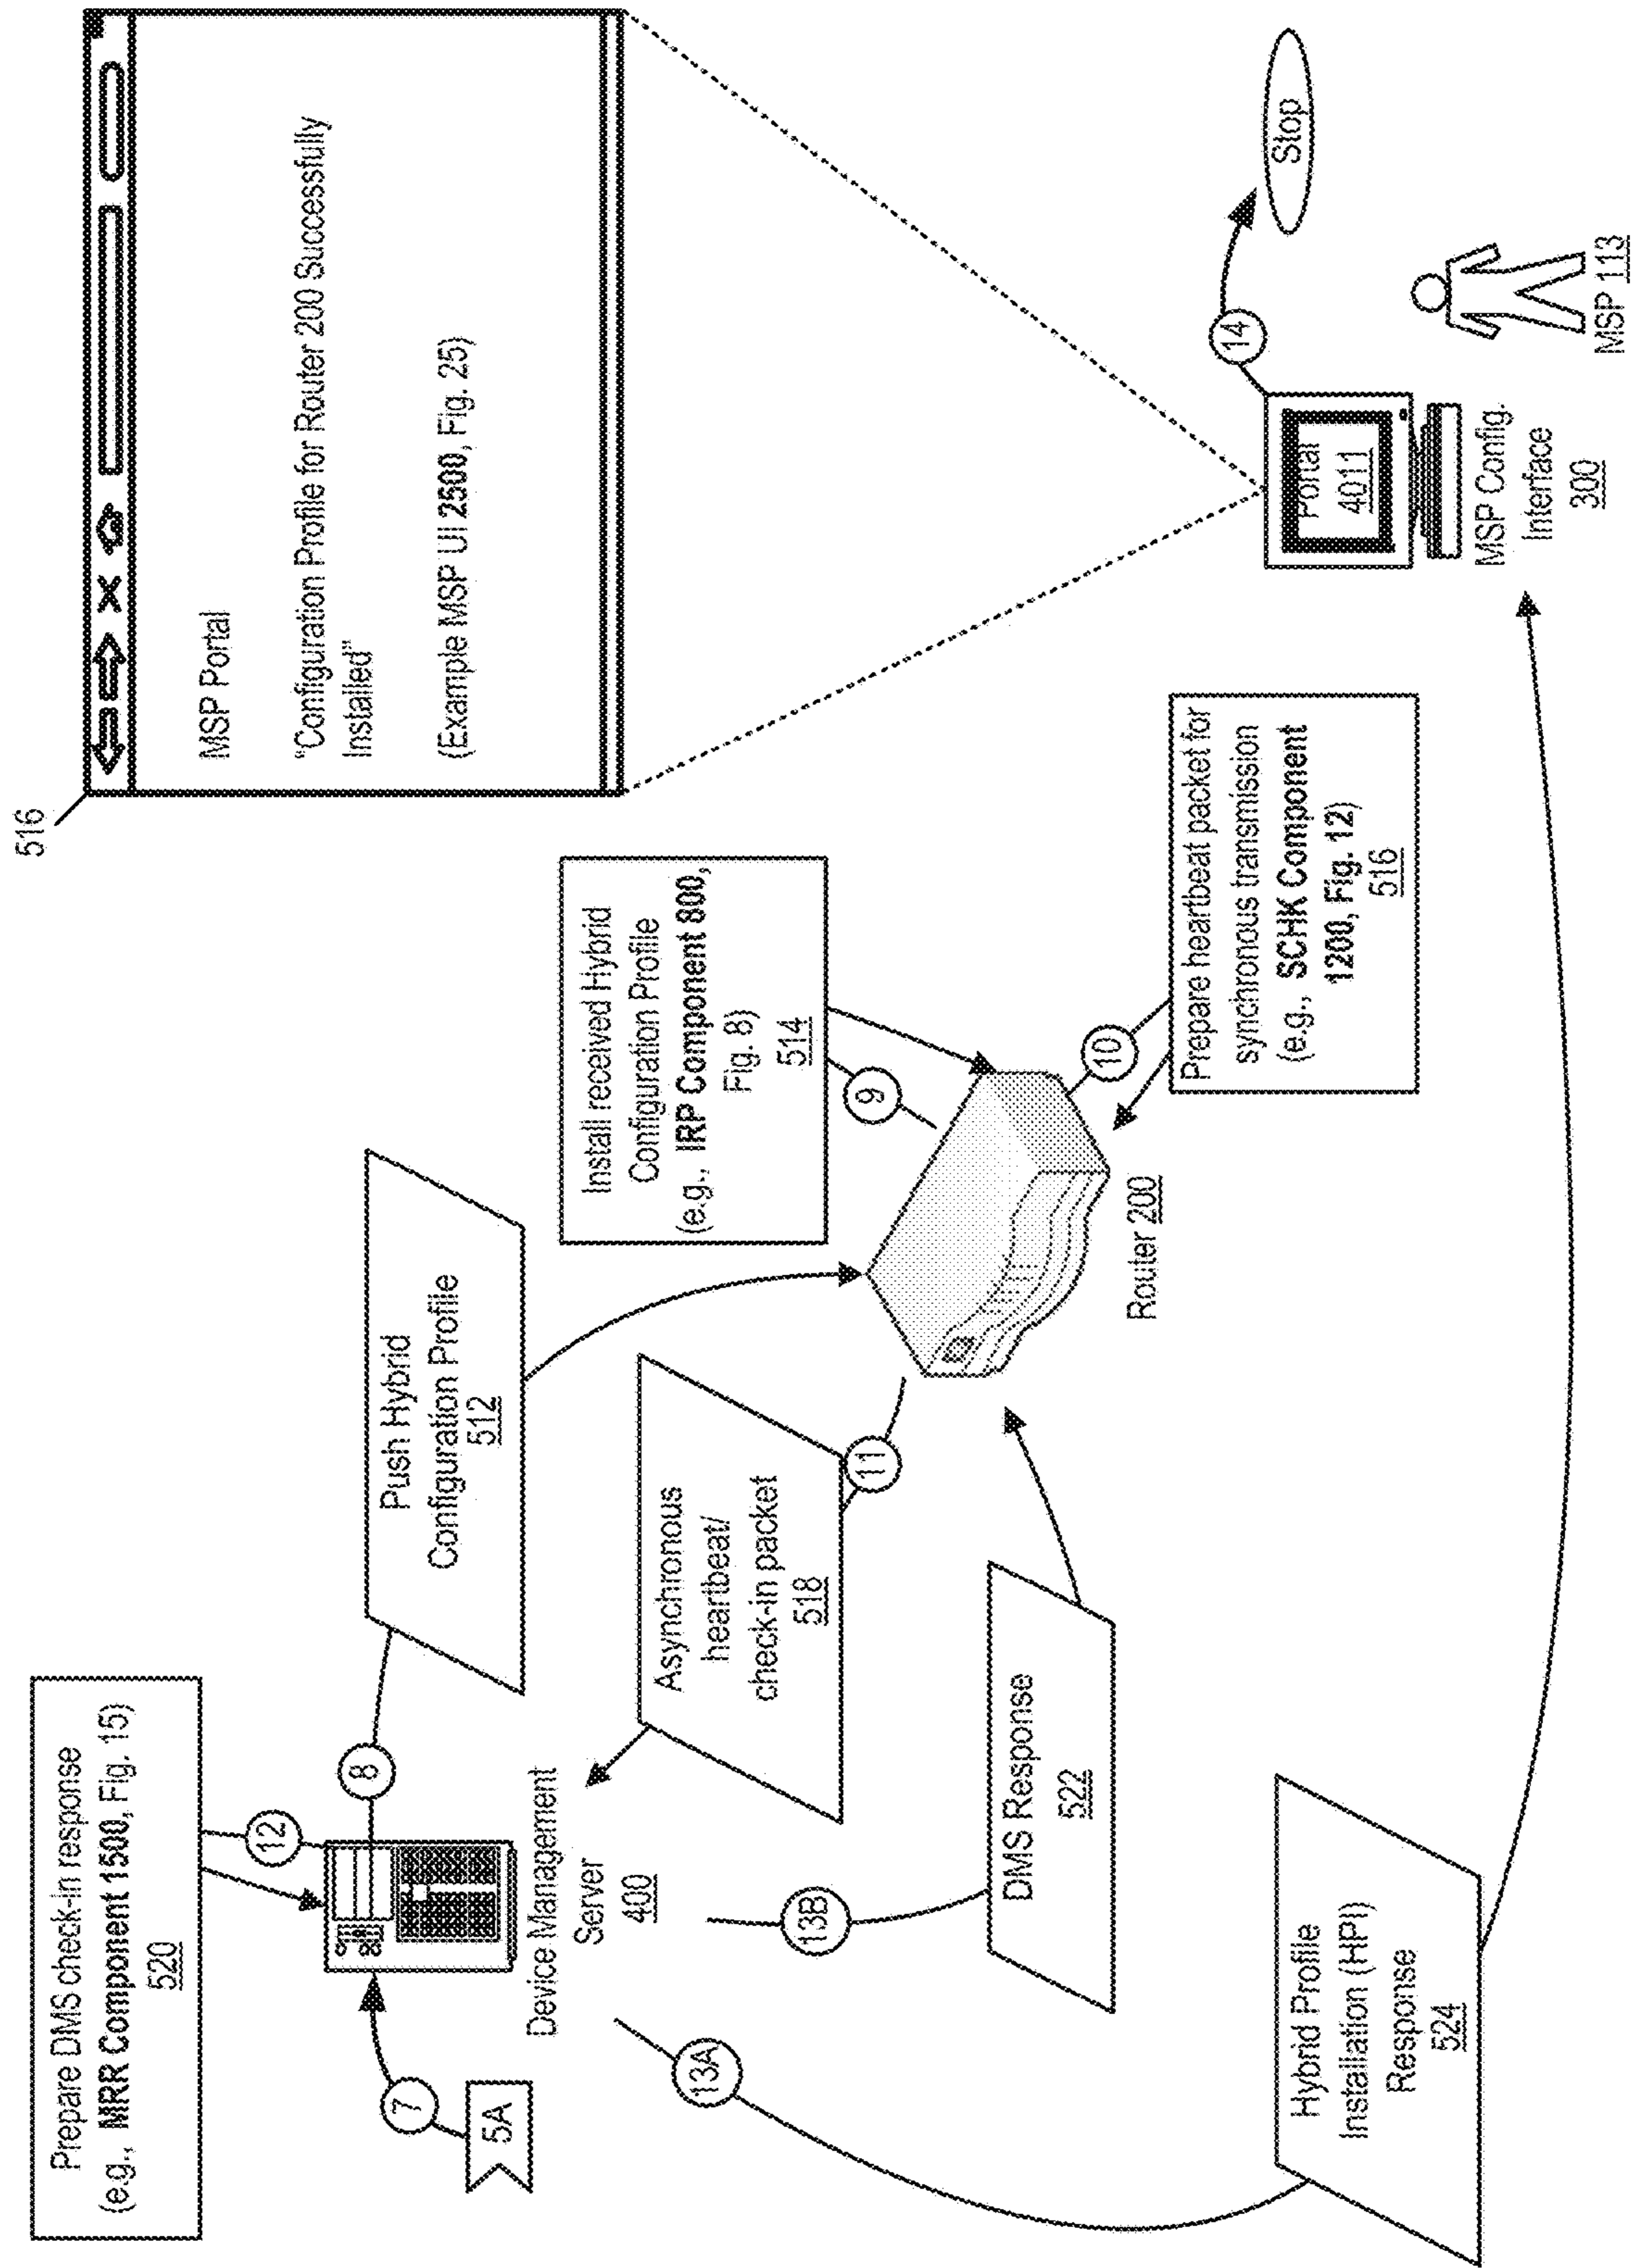 Prepare DMS check-in response
(e.g., MRR Component 1500, Fig. 15)
520
12
7
5A
8
Device Management
Server
400
Push Hybrid
Configuration Profile
512
Asynchronous
heartbeat/
check-in packet
518
11
13B
DMS Response
522
13A
Hybrid Profile
Installation (HPI)
Response
524
Install received Hybrid
Configuration Profile
(e.g., IRP Component 800,
Fig. 8)
514
9
Router 200
10
Prepare heartbeat packet for
synchronous transmission
(e.g., SCHK Component
1200, Fig. 12)
516
516
X
MSP Portal
"Configuration Profile for Router 200 Successfully
Installed"
(Example MSP UI 2500, Fig. 25)
Portal
4011
MSP Config.
Interface
300
14
Stop
MSP 113